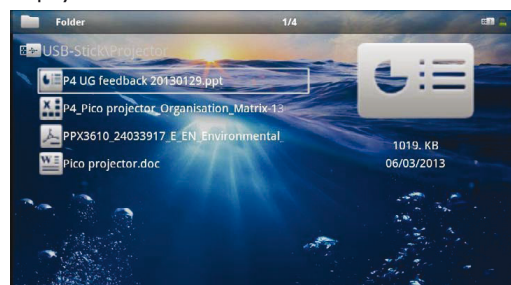 Folder 1/4
USB-Stick\Projector
P4 UG feedback 20130129.ppt
P4_Pico projector_Organisation_Matrix-13
PPX3610_24033917_E_EN_Environmental_
Pico projector.doc
1019. KB
06/03/2013